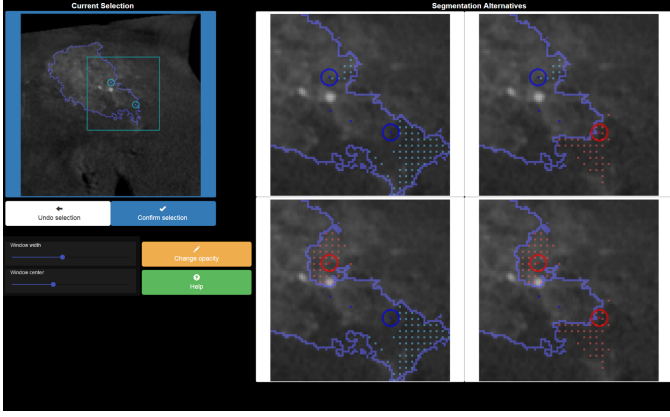 Current Selection
Segmentation Alternatives
Undo selection
Confirm selection
Window width
Change opacity
Window center
Help